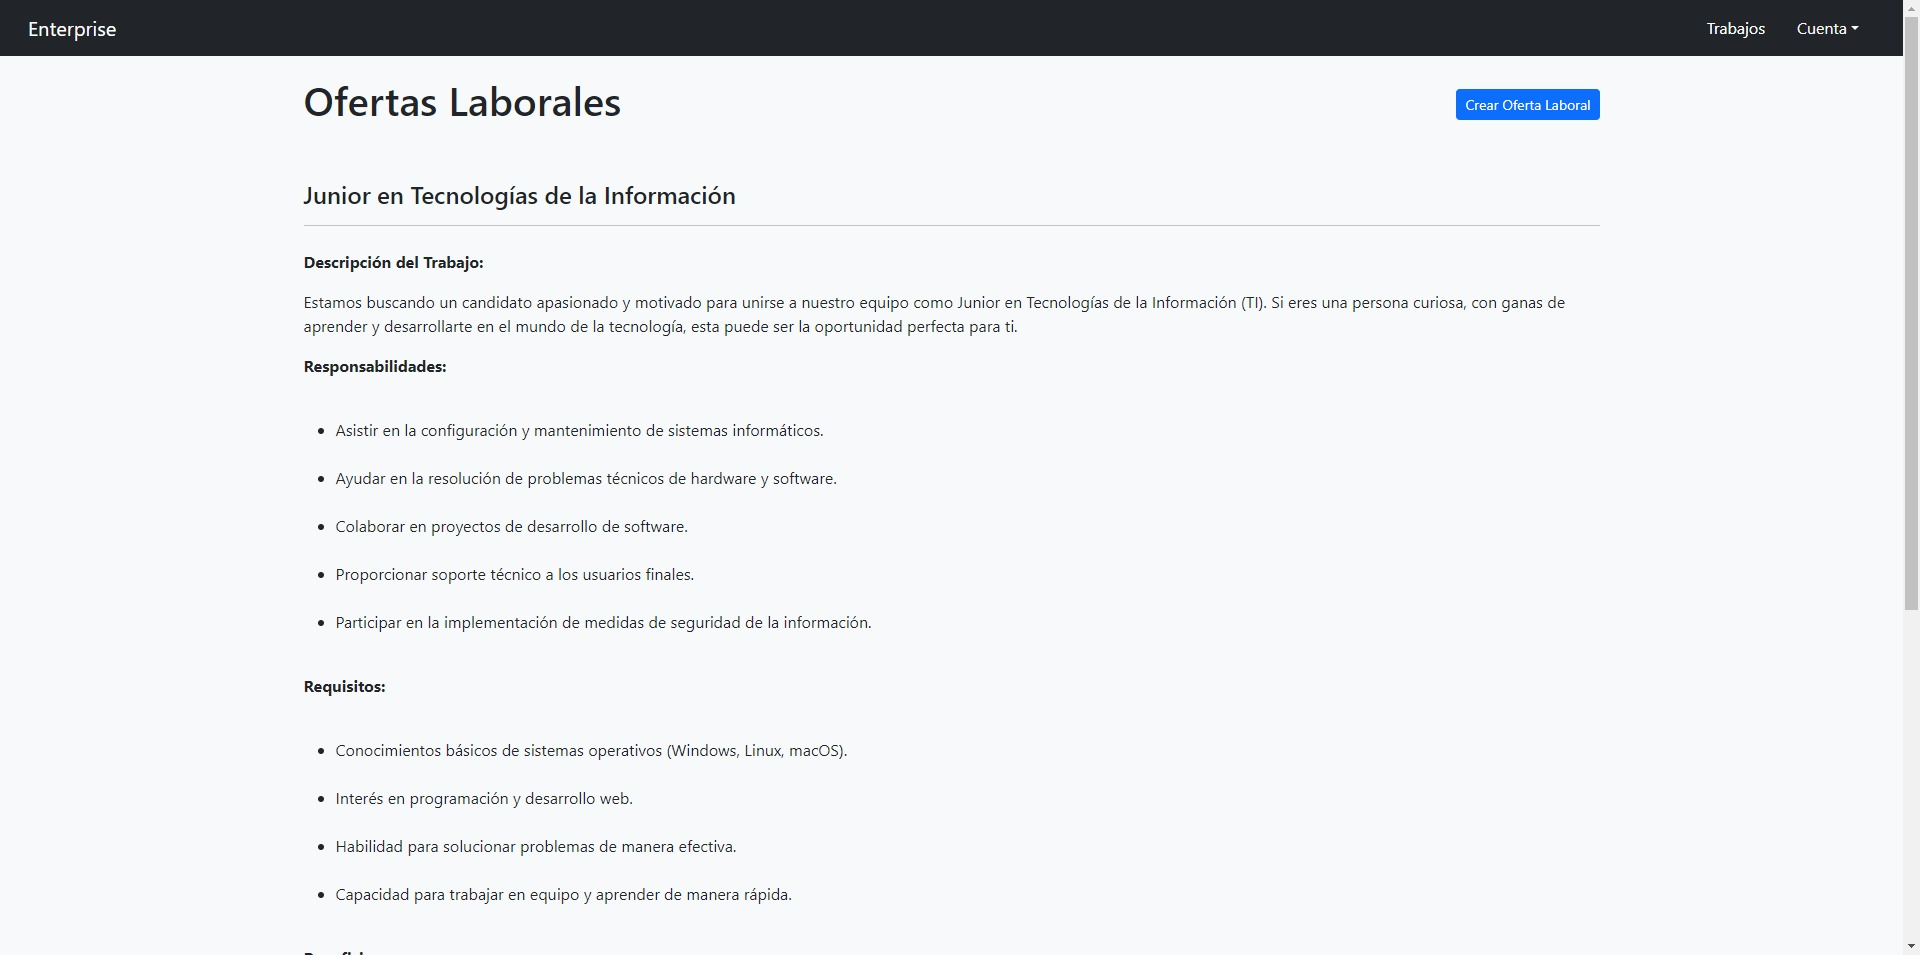 Enterprise
Trabajos
Cuenta
Ofertas Laborales
Crear Oferta Laboral
Junior en Tecnologías de la Información
Descripción del Trabajo:
Estamos buscando un candidato apasionado y motivado para unirse a nuestro equipo como Junior en Tecnologías de la Información (TI). Si eres una persona curiosa, con ganas de
aprender y desarrollarte en el mundo de la tecnología, esta puede ser la oportunidad perfecta para ti.
Responsabilidades:
Asistir en la configuración y mantenimiento de sistemas informáticos.
Ayudar en la resolución de problemas técnicos de hardware y software.
Colaborar en proyectos de desarrollo de software.
Proporcionar soporte técnico a los usuarios finales.
Participar en la implementación de medidas de seguridad de la información.
Requisitos:
Conocimientos básicos de sistemas operativos (Windows, Linux, macOS).
Interés en programación y desarrollo web.
Habilidad para solucionar problemas de manera efectiva.
Capacidad para trabajar en equipo y aprender de manera rápida.